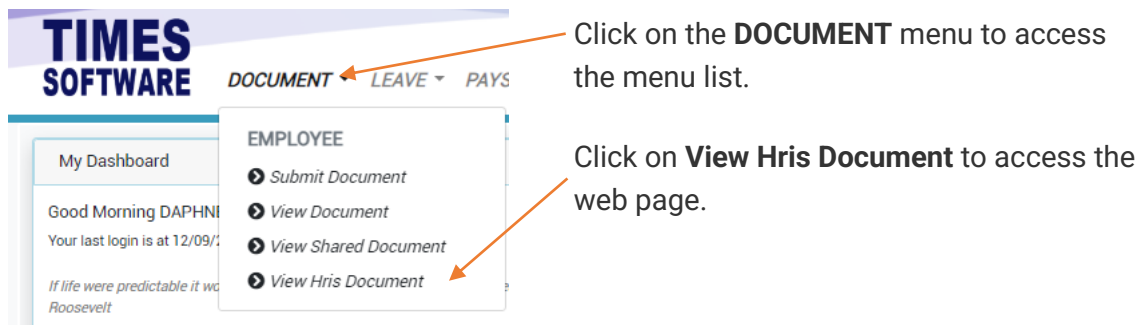 TIMES
SOFTWARE
DOCUMENT LEAVE PAYS
Click on the DOCUMENT menu to access
the menu list.
EMPLOYEE
My Dashboard
Submit Document
Click on View Hris Document to access the
web page.
Good Morning DAPHNE
View Document
Your last login is at 12/09/2
View Shared Document
If life were predictable it wo
View Hris Document
Roosevelt